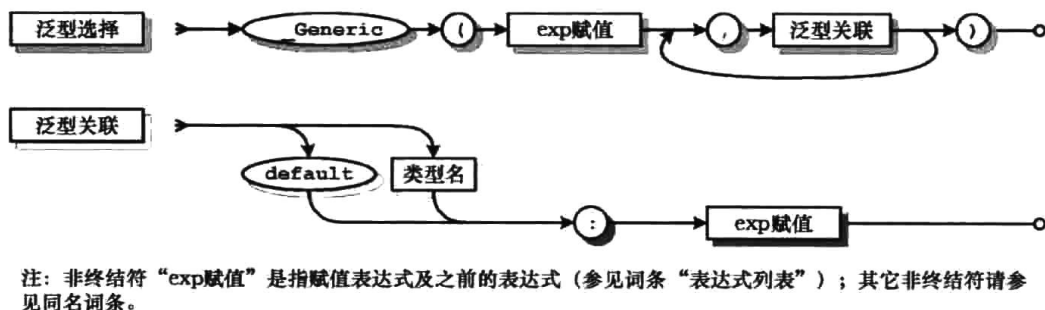 泛型选择 _Generic ( exp赋值 , 泛型关联 )
泛型关联
default 类型名
: exp赋值
注：非终结符“exp赋值”是指赋值表达式及之前的表达式（参见词条“表达式列表”）；其它非终结符请参
见同名词条。